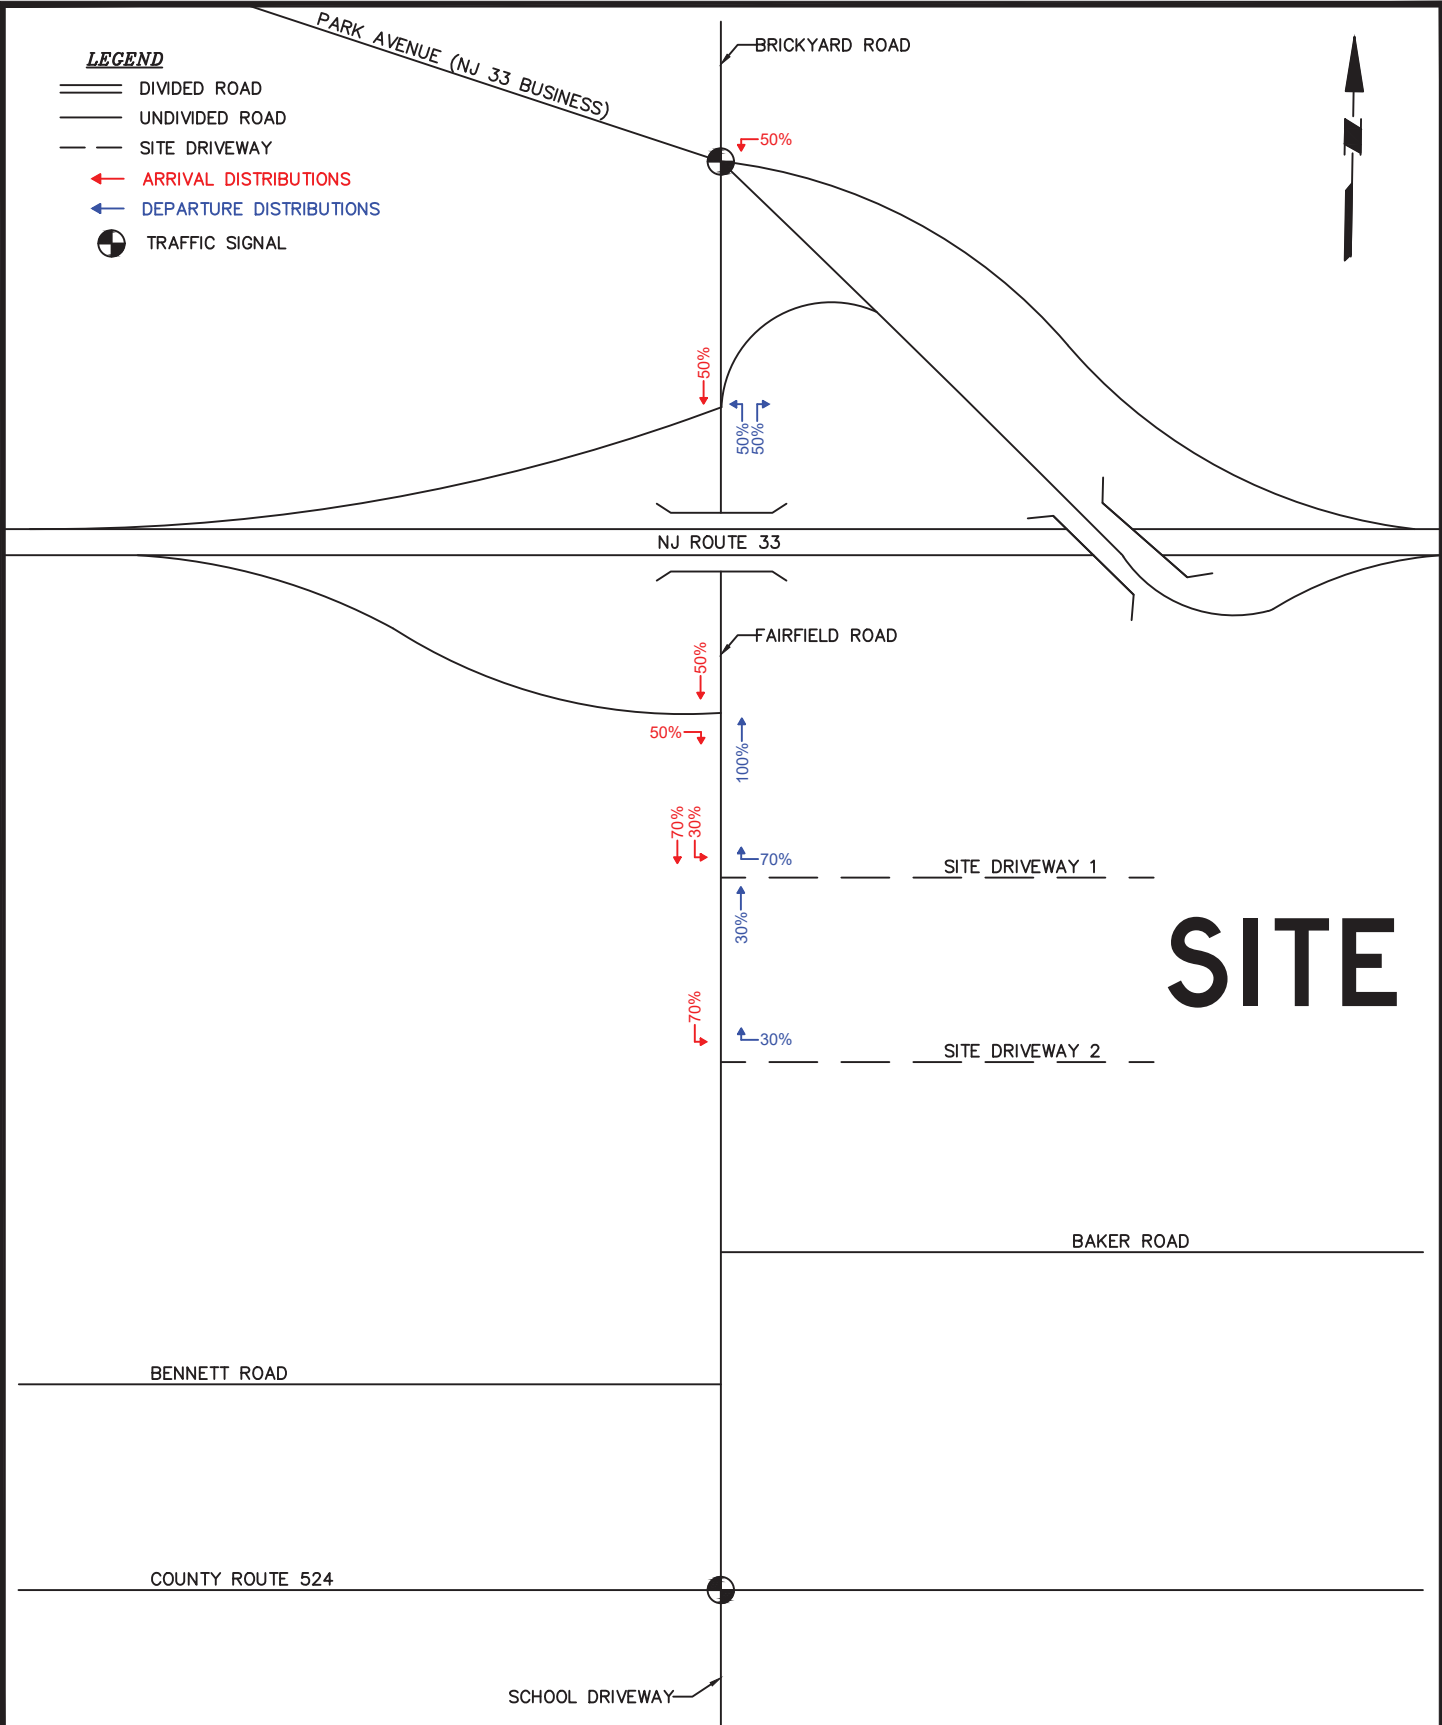 PARK AVENUE (NJ 33 BUSINESS)
BRICKYARD ROAD
LEGEND
DIVIDED ROAD
UNDIVIDED ROAD
SITE DRIVEWAY
ARRIVAL DISTRIBUTIONS
DEPARTURE DISTRIBUTIONS
TRAFFIC SIGNAL
N
50%
50%
50%
50%
NJ ROUTE 33
FAIRFIELD ROAD
50%
50%
100%
70%
30%
70%
SITE DRIVEWAY 1
30%
SITE
70%
30%
SITE DRIVEWAY 2
BAKER ROAD
BENNETT ROAD
COUNTY ROUTE 524
SCHOOL DRIVEWAY